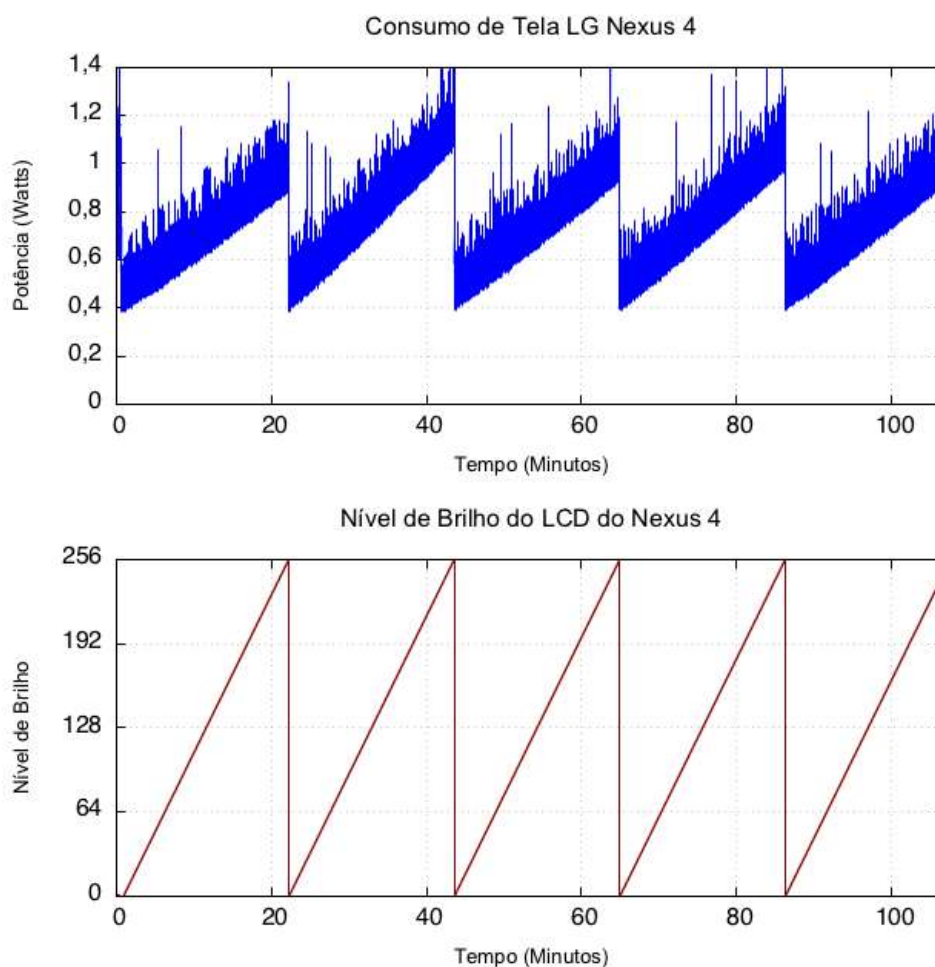 Consumo de Tela LG Nexus 4
1,4
1,2
1
0,8
0,6
0,4
0,2
0
Potência (Watts)
0 20 40 60 80 100
Tempo (Minutos)
Nível de Brilho do LCD do Nexus 4
256
192
128
64
0
Nível de Brilho
0 20 40 60 80 100
Tempo (Minutos)